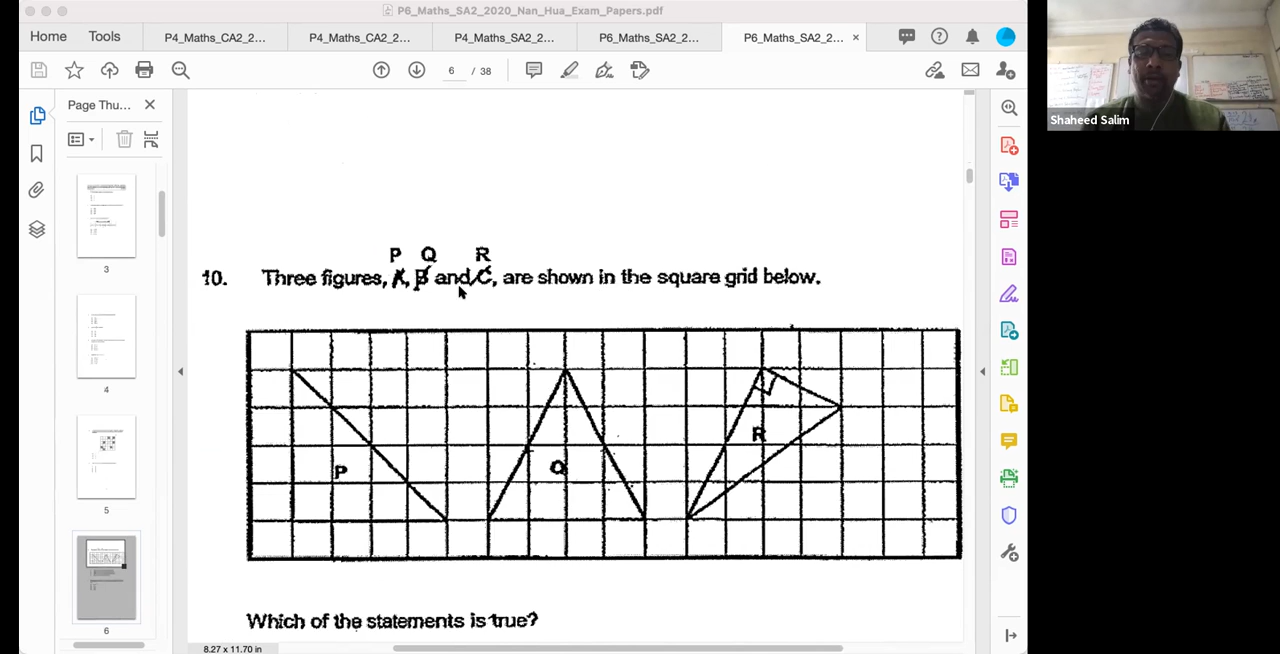 P6_Maths_SA2_2020_Nan_Hua_Exam_Papers.pdf
Home Tools P4_Maths_CA2_2... P4_Maths_CA2_2... P4_Maths_SA2_2... P6_Maths_SA2_2... P6_Maths_SA2_2... ×
6 / 38
Page Thu...
3
4
5
6
P Q R
10. Three figures, A, B and C, are shown in the square grid below.
P
Q
R
Which of the statements is true?
8.27 x 11.70 in
Shaheed Salim